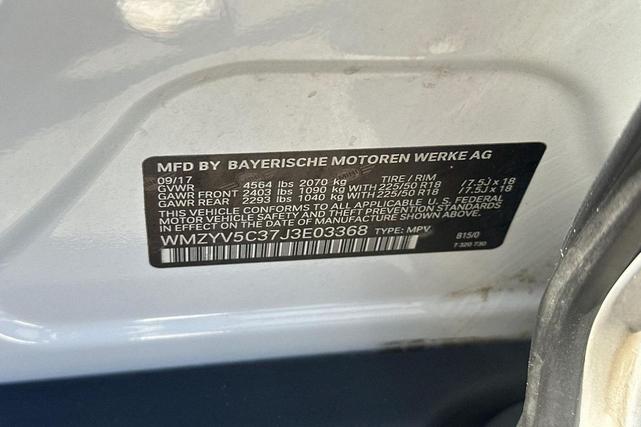 MFD BY BAYERISCHE MOTOREN WERKE AG
09/17 TIRE / RIM
GVWR 4564 lbs 2070 kg
GAWR FRONT 2403 lbs 1090 kg WITH 225/50 R18 /7.5J x 18
GAWR REAR 2293 lbs 1040 kg WITH 225/50 R18 /7.5J x 18
THIS VEHICLE CONFORMS TO ALL APPLICABLE U.S. FEDERAL
MOTOR VEHICLE SAFETY AND THEFT PREVENTION STANDARDS
IN EFFECT ON THE DATE OF MANUFACTURE SHOWN ABOVE.
WMZYV5C37J3E03368 TYPE: MPV 815/0
7 320 730